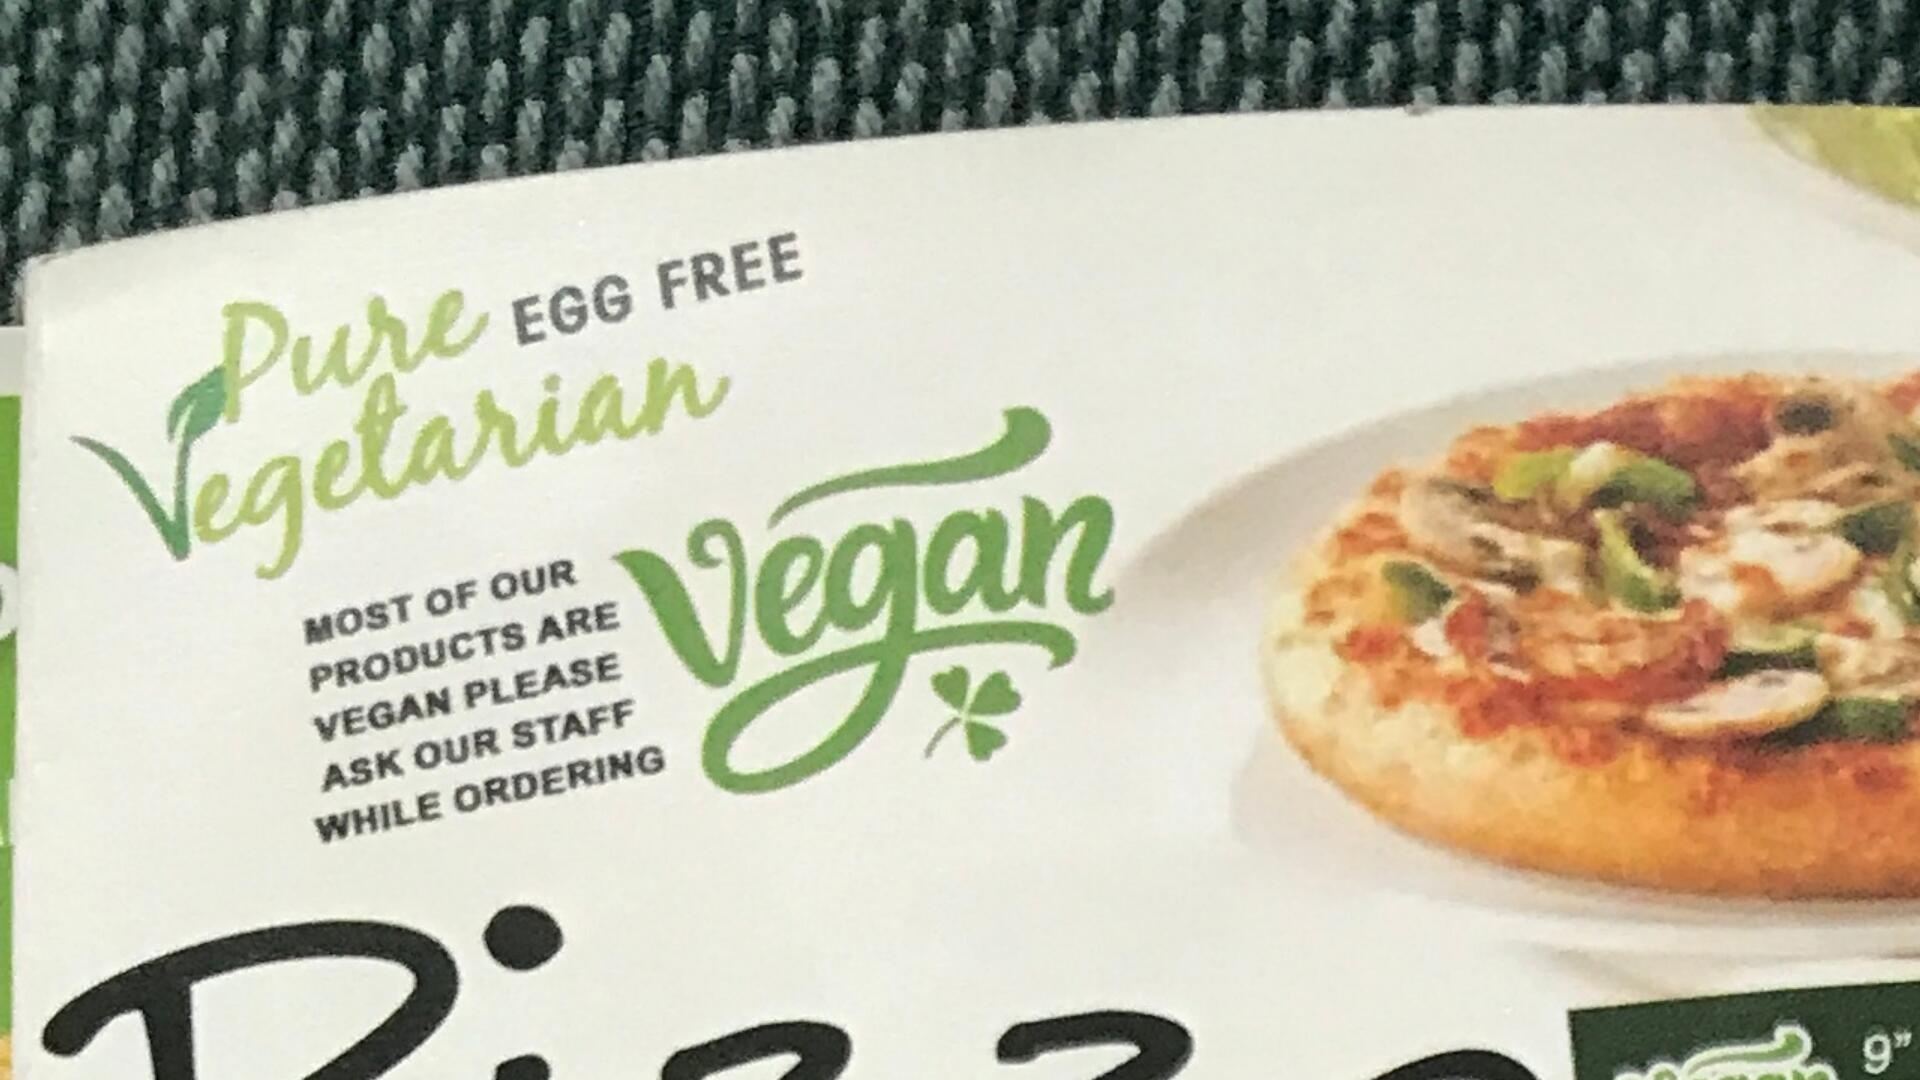 Pure EGG FREE
Vegetarian
Vegan
MOST OF OUR
PRODUCTS ARE
VEGAN PLEASE
ASK OUR STAFF
WHILE ORDERING
9"